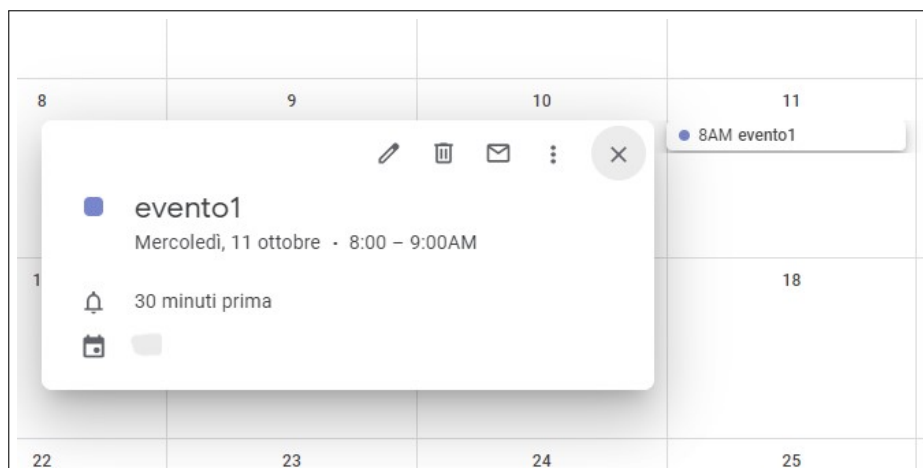 8 9 10 11
8AM evento1
evento1
Mercoledì, 11 ottobre • 8:00 – 9:00AM
1 18
30 minuti prima
22 23 24 25